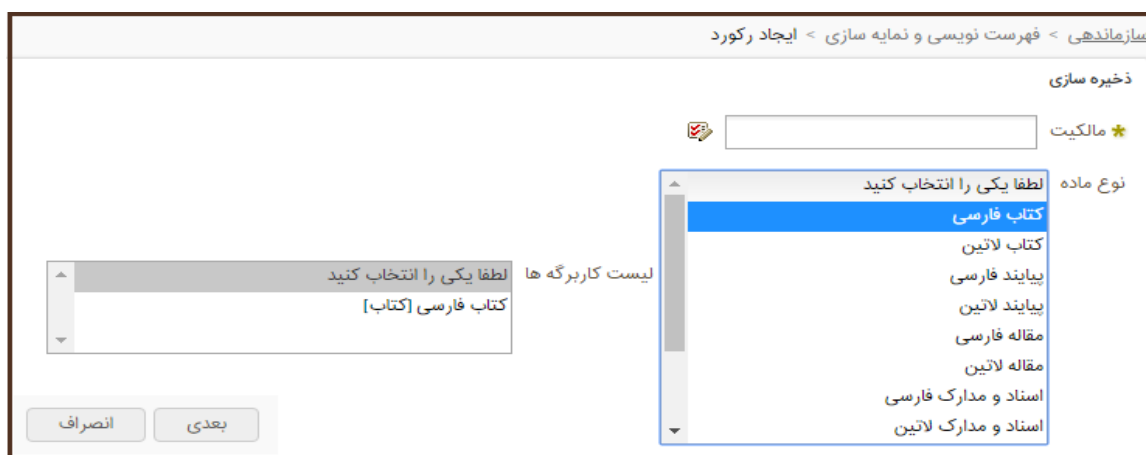 سازماندهی > فهرست نویسی و نمایه سازی > ایجاد رکورد
ذخیره سازی
مالکیت
نوع ماده
لطفا یکی را انتخاب کنید
کتاب فارسی
کتاب لاتین
پیایند فارسی
پیایند لاتین
مقاله فارسی
مقاله لاتین
اسناد و مدارک فارسی
اسناد و مدارک لاتین
لیست کاربرگه ها
لطفا یکی را انتخاب کنید
کتاب فارسی [کتاب]
بعدی
انصراف